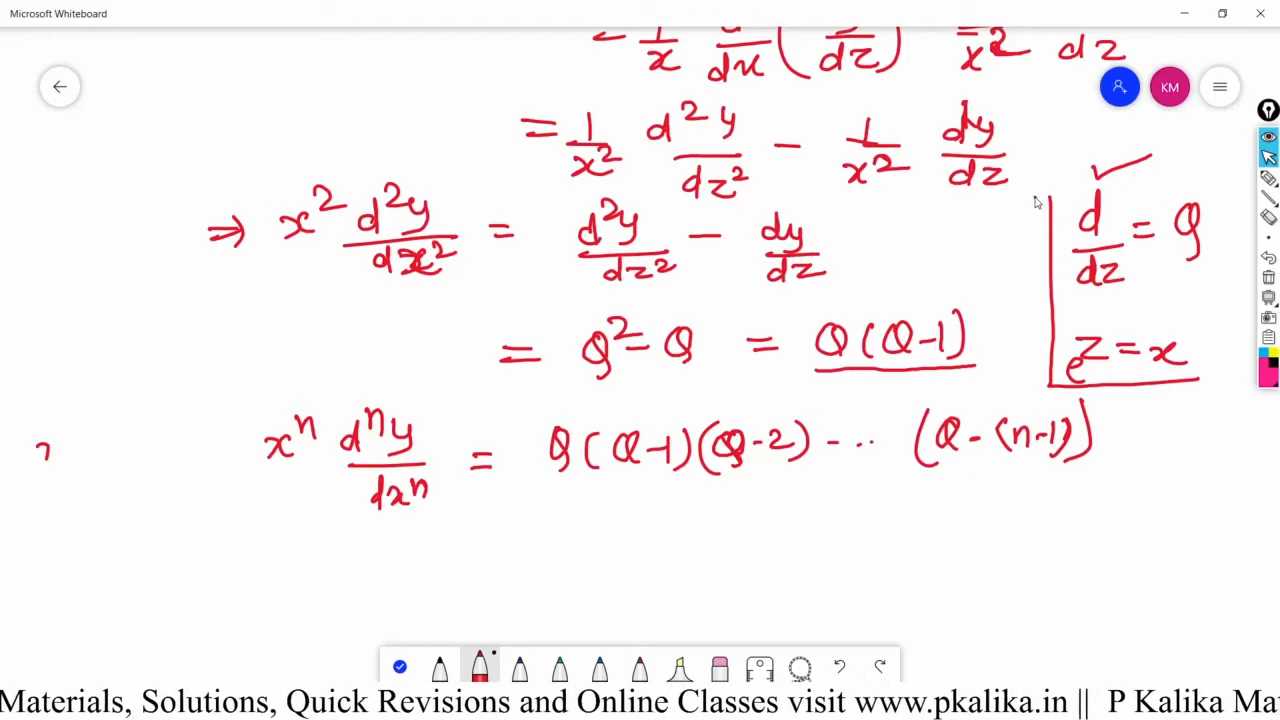 Microsoft Whiteboard
1/x d/dx ( /dz) 1/x² dz
= 1/x² d²y/dz² - 1/x² dy/dz
KM
⇒ x² d²y/dx² = d²y/dz² - dy/dz
d/dz = Q
= Q² - Q = Q(Q-1)
e^z = x
xⁿ dⁿy/dxⁿ = Q(Q-1)(Q-2) - ... (Q-(n-1))
Materials, Solutions, Quick Revisions and Online Classes visit www.pkalika.in || P Kalika Ma